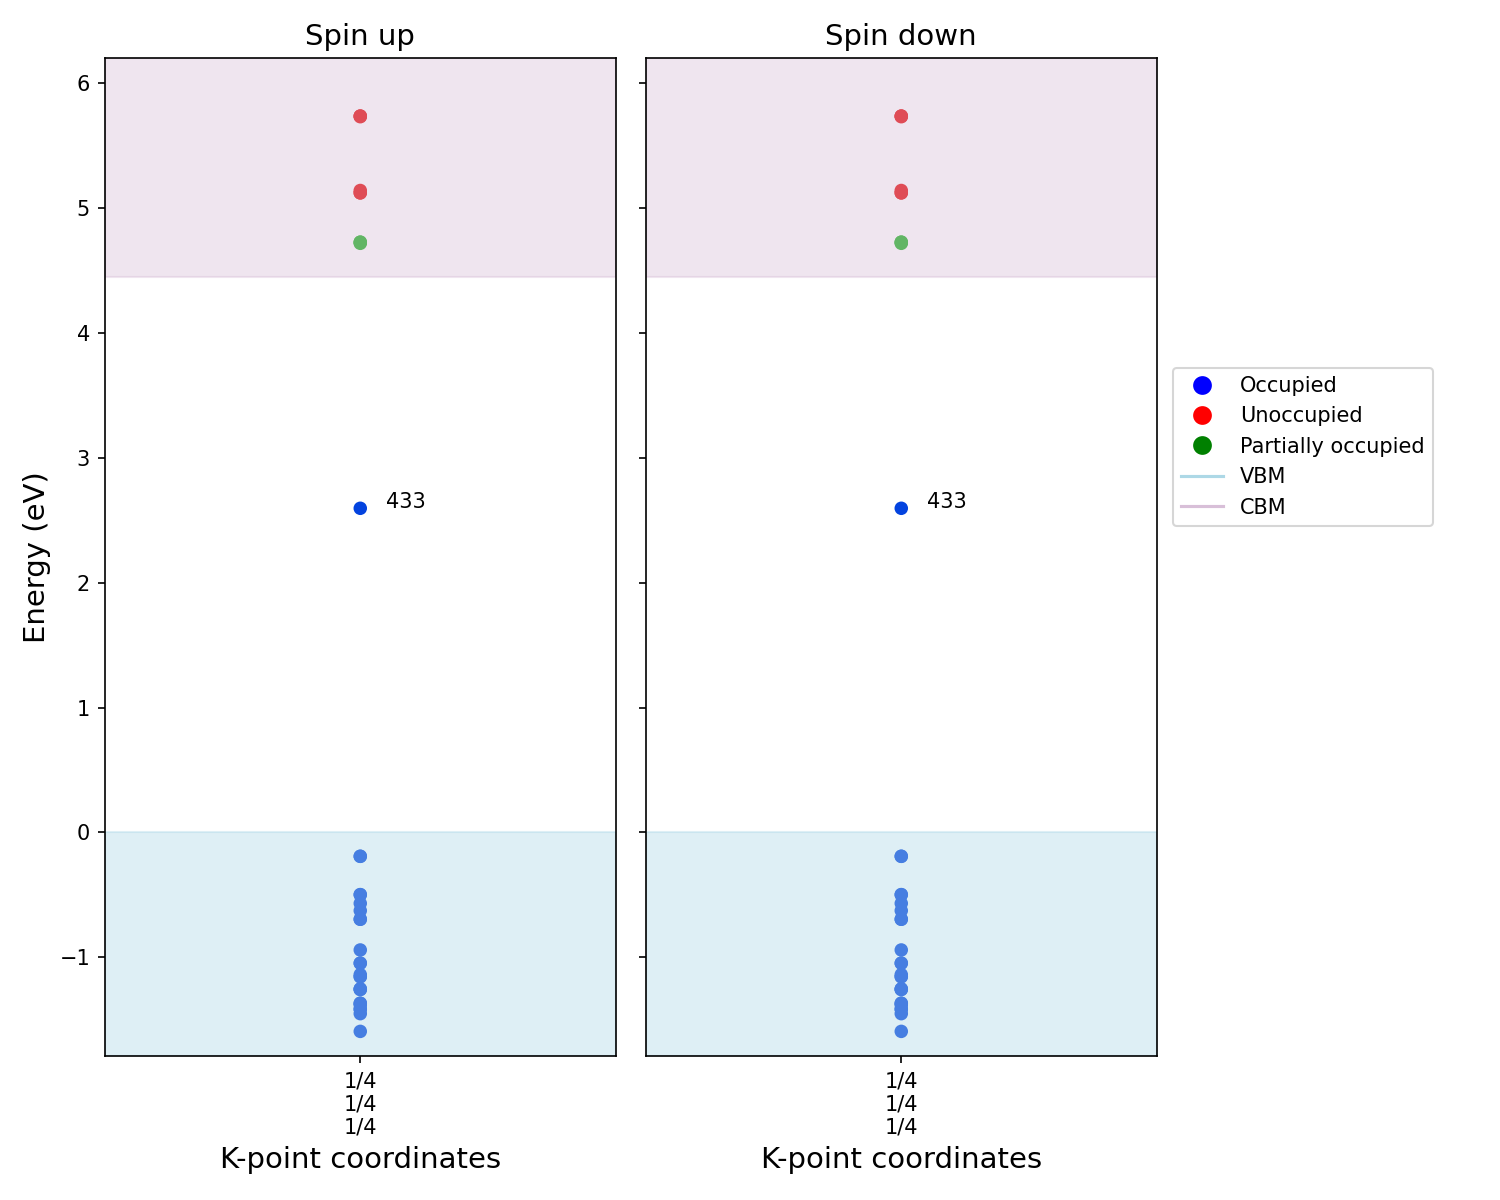 Spin up
Spin down
6
5
4
3
2
1
0
−1
Energy (eV)
433
433
1/4
1/4
1/4
1/4
1/4
1/4
K-point coordinates
K-point coordinates
Occupied
Unoccupied
Partially occupied
VBM
CBM